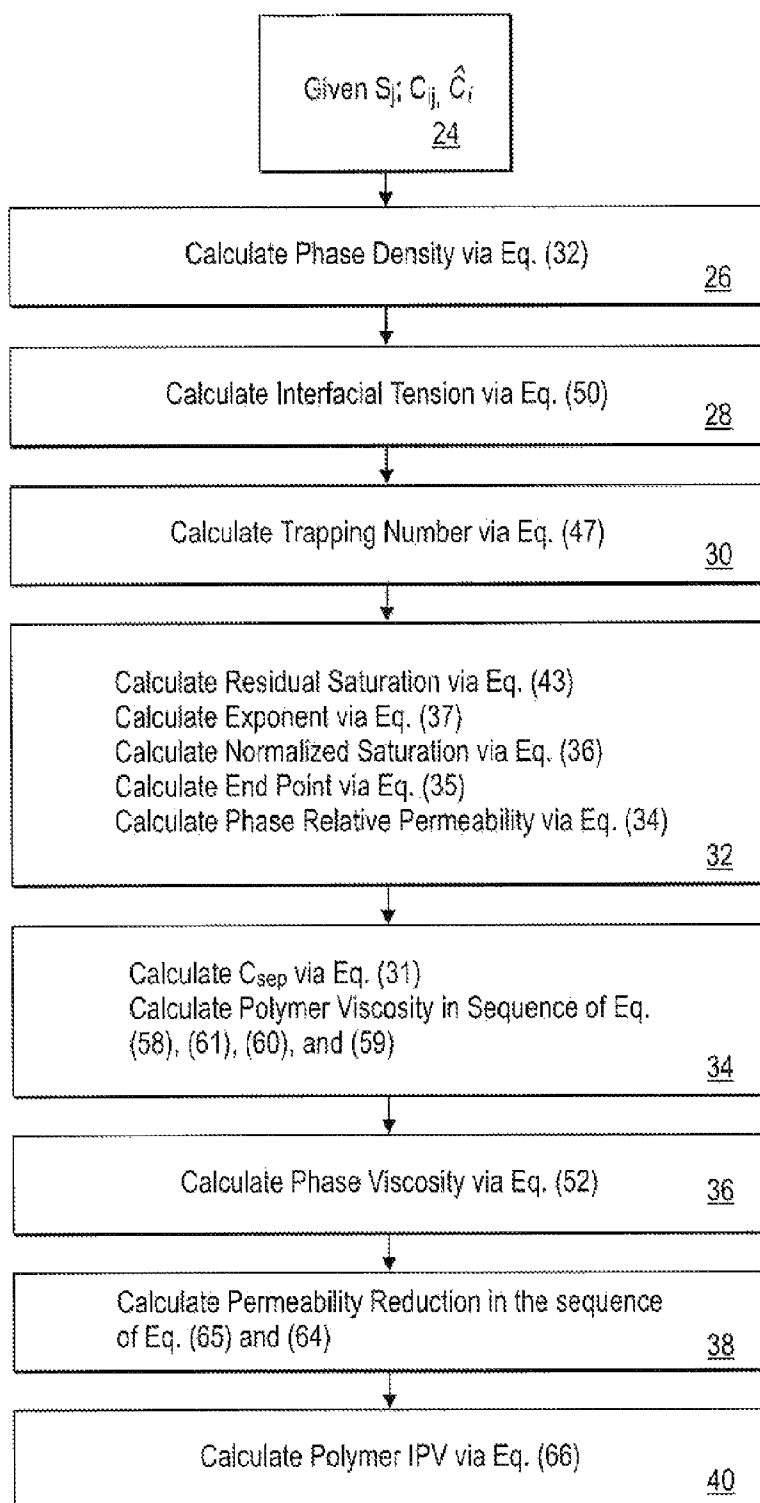 Given Sj; Cij, Ĉi
24
Calculate Phase Density via Eq. (32)
26
Calculate Interfacial Tension via Eq. (50)
28
Calculate Trapping Number via Eq. (47)
30
Calculate Residual Saturation via Eq. (43)
Calculate Exponent via Eq. (37)
Calculate Normalized Saturation via Eq. (36)
Calculate End Point via Eq. (35)
Calculate Phase Relative Permeability via Eq. (34)
32
Calculate Csep via Eq. (31)
Calculate Polymer Viscosity in Sequence of Eq.
(58), (61), (60), and (59)
34
Calculate Phase Viscosity via Eq. (52)
36
Calculate Permeability Reduction in the sequence
of Eq. (65) and (64)
38
Calculate Polymer IPV via Eq. (66)
40